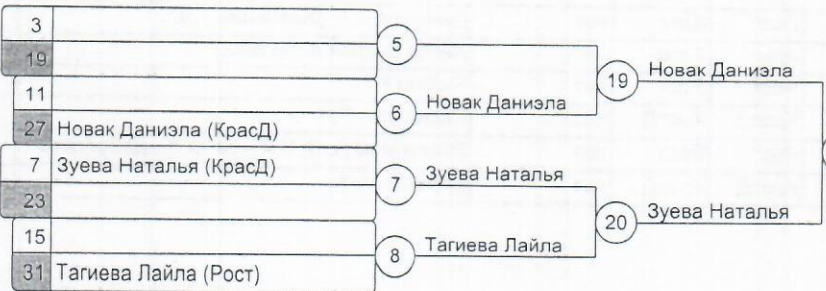 3
19
5
11
27 Новак Даниэла (КрасД)
6 Новак Даниэла
19 Новак Даниэла
7 Зуева Наталья (КрасД)
23
7 Зуева Наталья
15
31 Тагиева Лайла (Рост)
8 Тагиева Лайла
20 Зуева Наталья